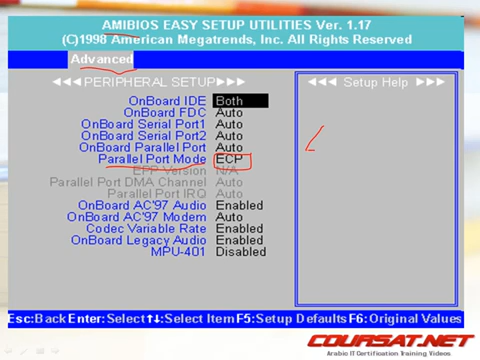 AMIBIOS EASY SETUP UTILITIES Ver. 1.17
(C)1998 American Megatrends, Inc. All Rights Reserved
Advanced
◄◄◄PERIPHERAL SETUP►►►
OnBoard IDE Both
OnBoard FDC Auto
OnBoard Serial Port1 Auto
OnBoard Serial Port2 Auto
OnBoard Parallel Port Auto
Parallel Port Mode ECP
EPP Version N/A
Parallel Port DMA Channel Auto
Parallel Port IRQ Auto
OnBoard AC'97 Audio Enabled
OnBoard AC'97 Modem Auto
Codec Variable Rate Enabled
OnBoard Legacy Audio Enabled
MPU-401 Disabled
◄◄◄ Setup Help ►►►
Esc:Back Enter:Select↑↓:Select Item F5:Setup Defaults F6:Original Values
COURSAT.NET
Arabic IT Certification Training Videos